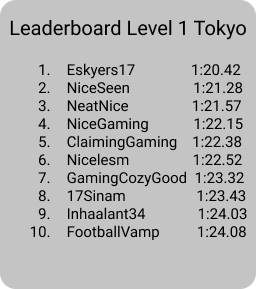 Leaderboard Level 1 Tokyo
1. Eskyers17 1:20.42
2. NiceSeen 1:21.28
3. NeatNice 1:21.57
4. NiceGaming 1:22.15
5. ClaimingGaming 1:22.38
6. Nicelesm 1:22.52
7. GamingCozyGood 1:23.32
8. 17Sinam 1:23.43
9. Inhaalant34 1:24.03
10. FootballVamp 1:24.08